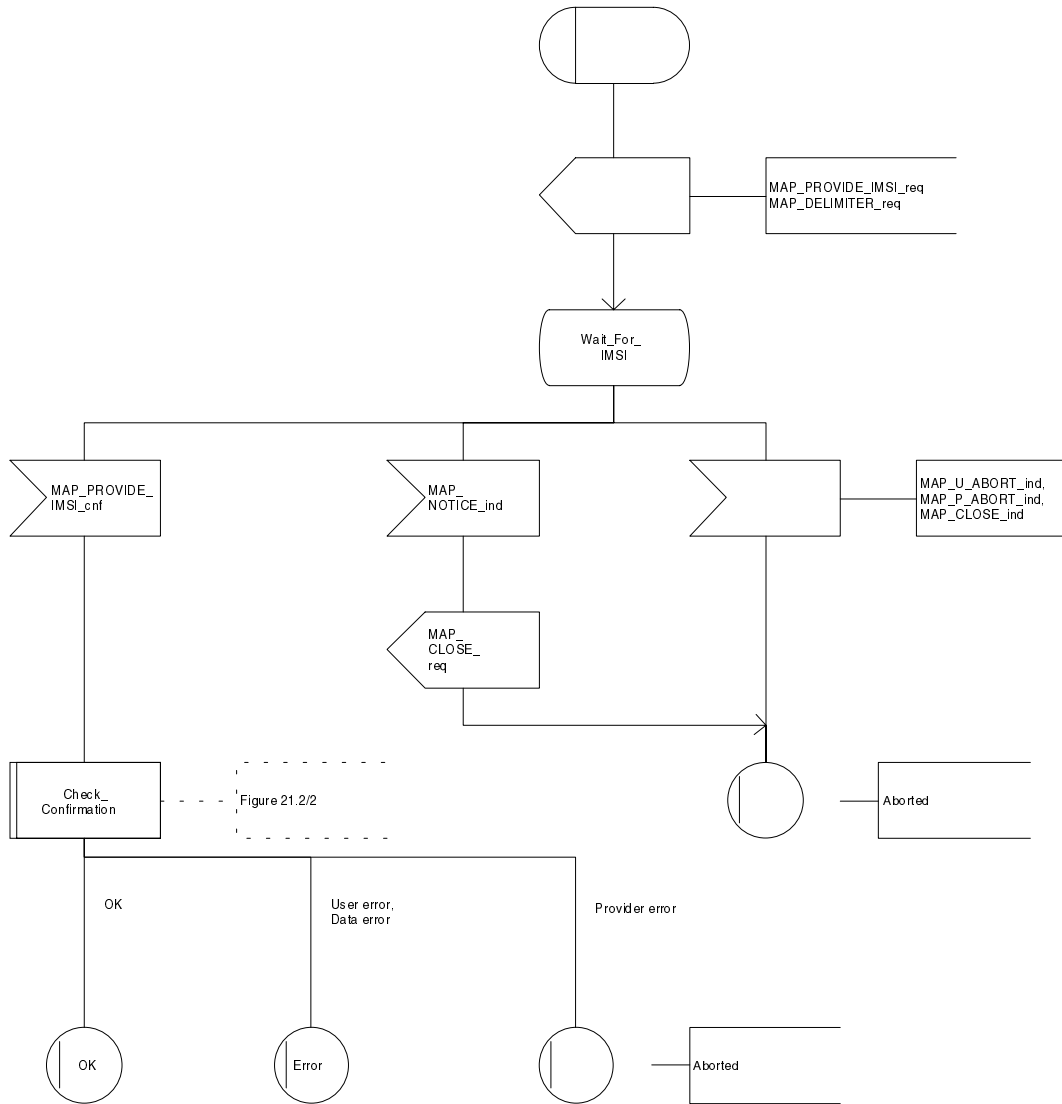 MAP_PROVIDE_IMSI_req
MAP_DELIMITER_req
Wait_For_
IMSI
MAP_PROVIDE_
IMSI_cnf
MAP_
NOTICE_ind
MAP_U_ABORT_ind,
MAP_P_ABORT_ind,
MAP_CLOSE_ind
MAP_
CLOSE_
req
Check_
Confirmation
Figure 21.2/2
Aborted
OK
User error,
Data error
Provider error
OK
Error
Aborted